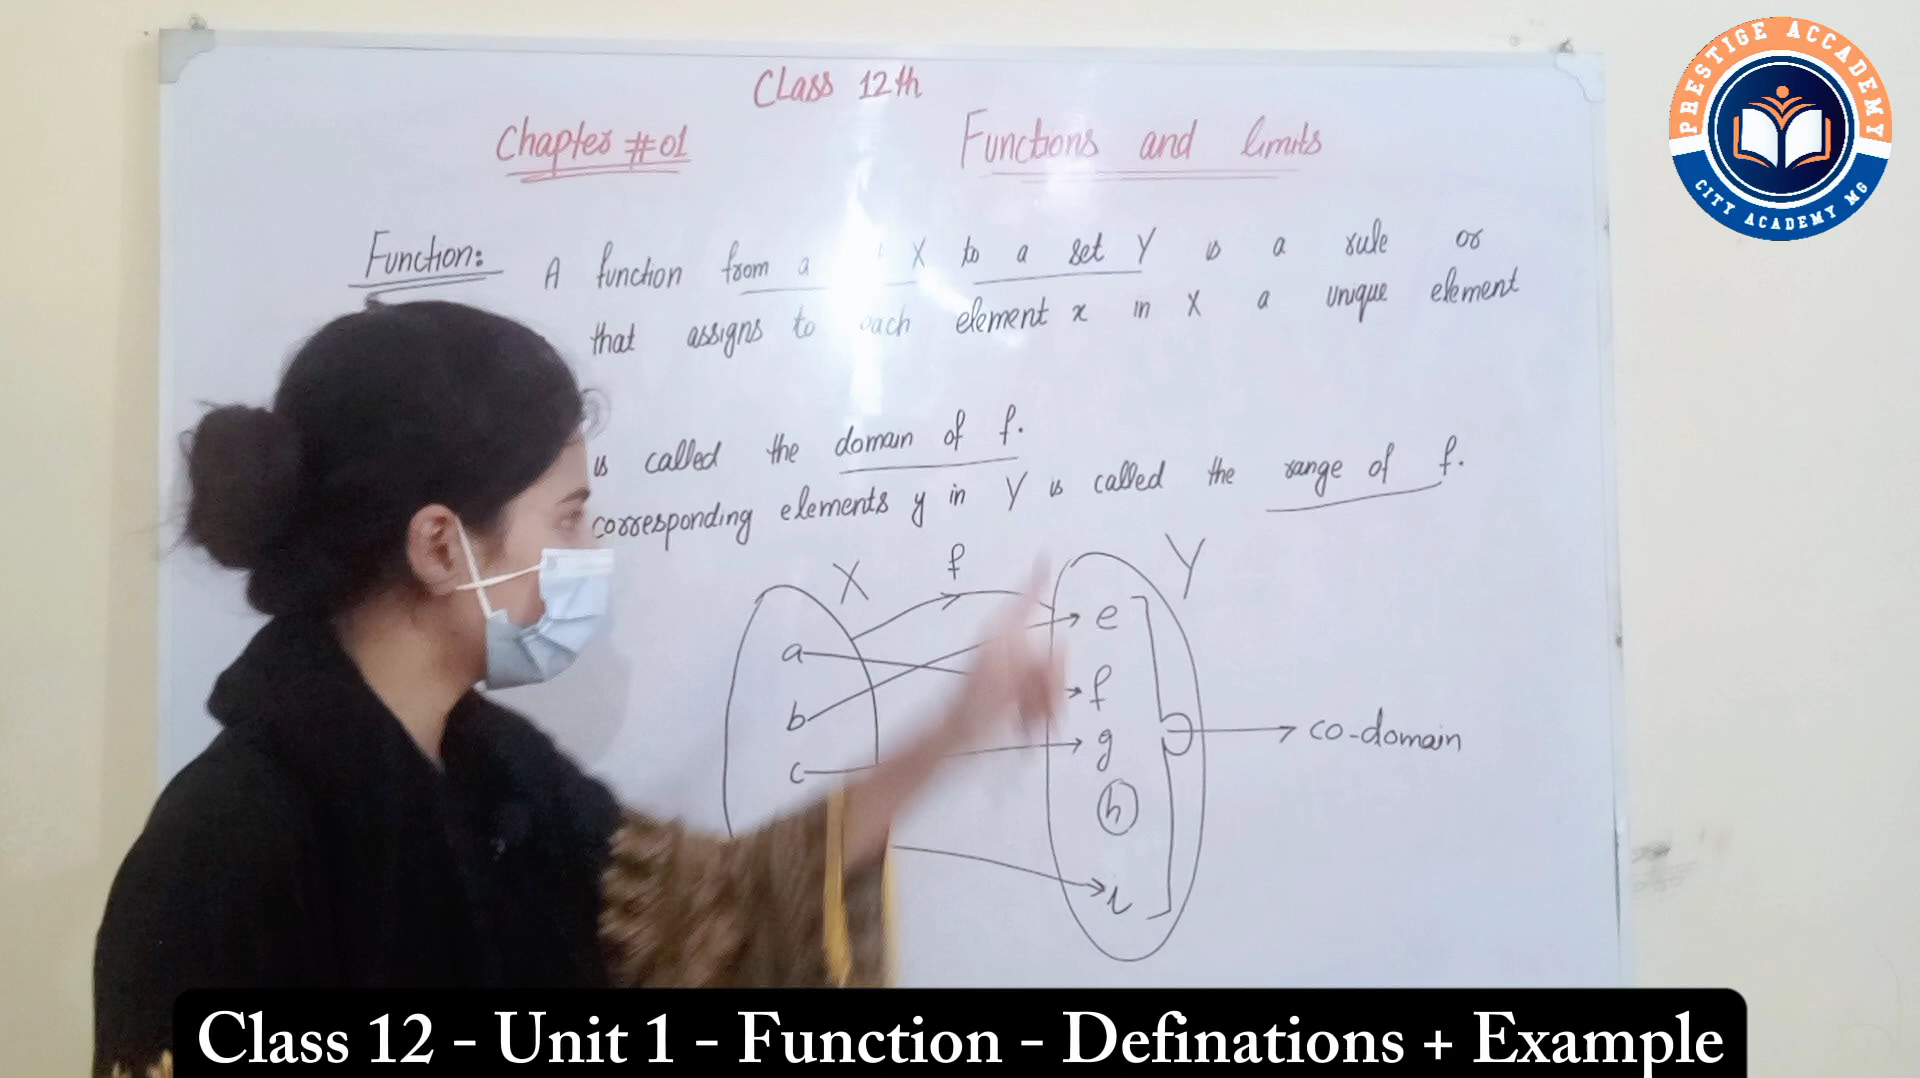 CLass 12th
Chapter #01
Functions and limits
Function: A function from a X to a set Y is a rule or
that assigns to each element x in X a unique element
is called the domain of f.
corresponding elements y in Y is called the range of f.
X f Y
a
b
c
e
f
g
h
i
co-domain
PRESTIGE ACCADEMY
CITY ACADEMY MG
Class 12 - Unit 1 - Function - Definations + Example